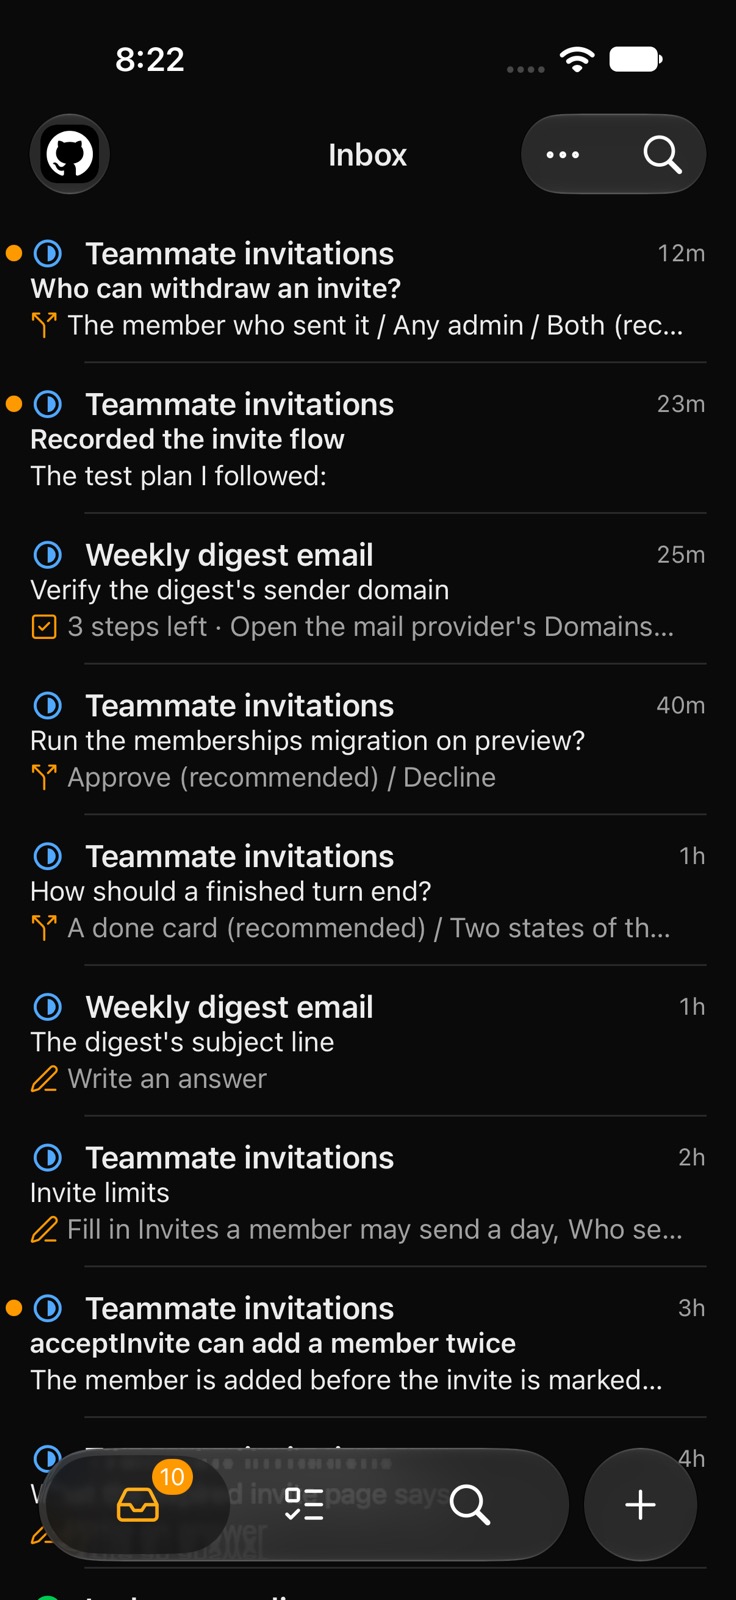 8:22
Inbox
Teammate invitations
12m
Who can withdraw an invite?
The member who sent it / Any admin / Both (rec...
Teammate invitations
23m
Recorded the invite flow
The test plan I followed:
Weekly digest email
25m
Verify the digest's sender domain
3 steps left · Open the mail provider's Domains...
Teammate invitations
40m
Run the memberships migration on preview?
Approve (recommended) / Decline
Teammate invitations
1h
How should a finished turn end?
A done card (recommended) / Two states of th...
Weekly digest email
1h
The digest's subject line
Write an answer
Teammate invitations
2h
Invite limits
Fill in Invites a member may send a day, Who se...
Teammate invitations
3h
acceptInvite can add a member twice
The member is added before the invite is marked...
4h
page says
10